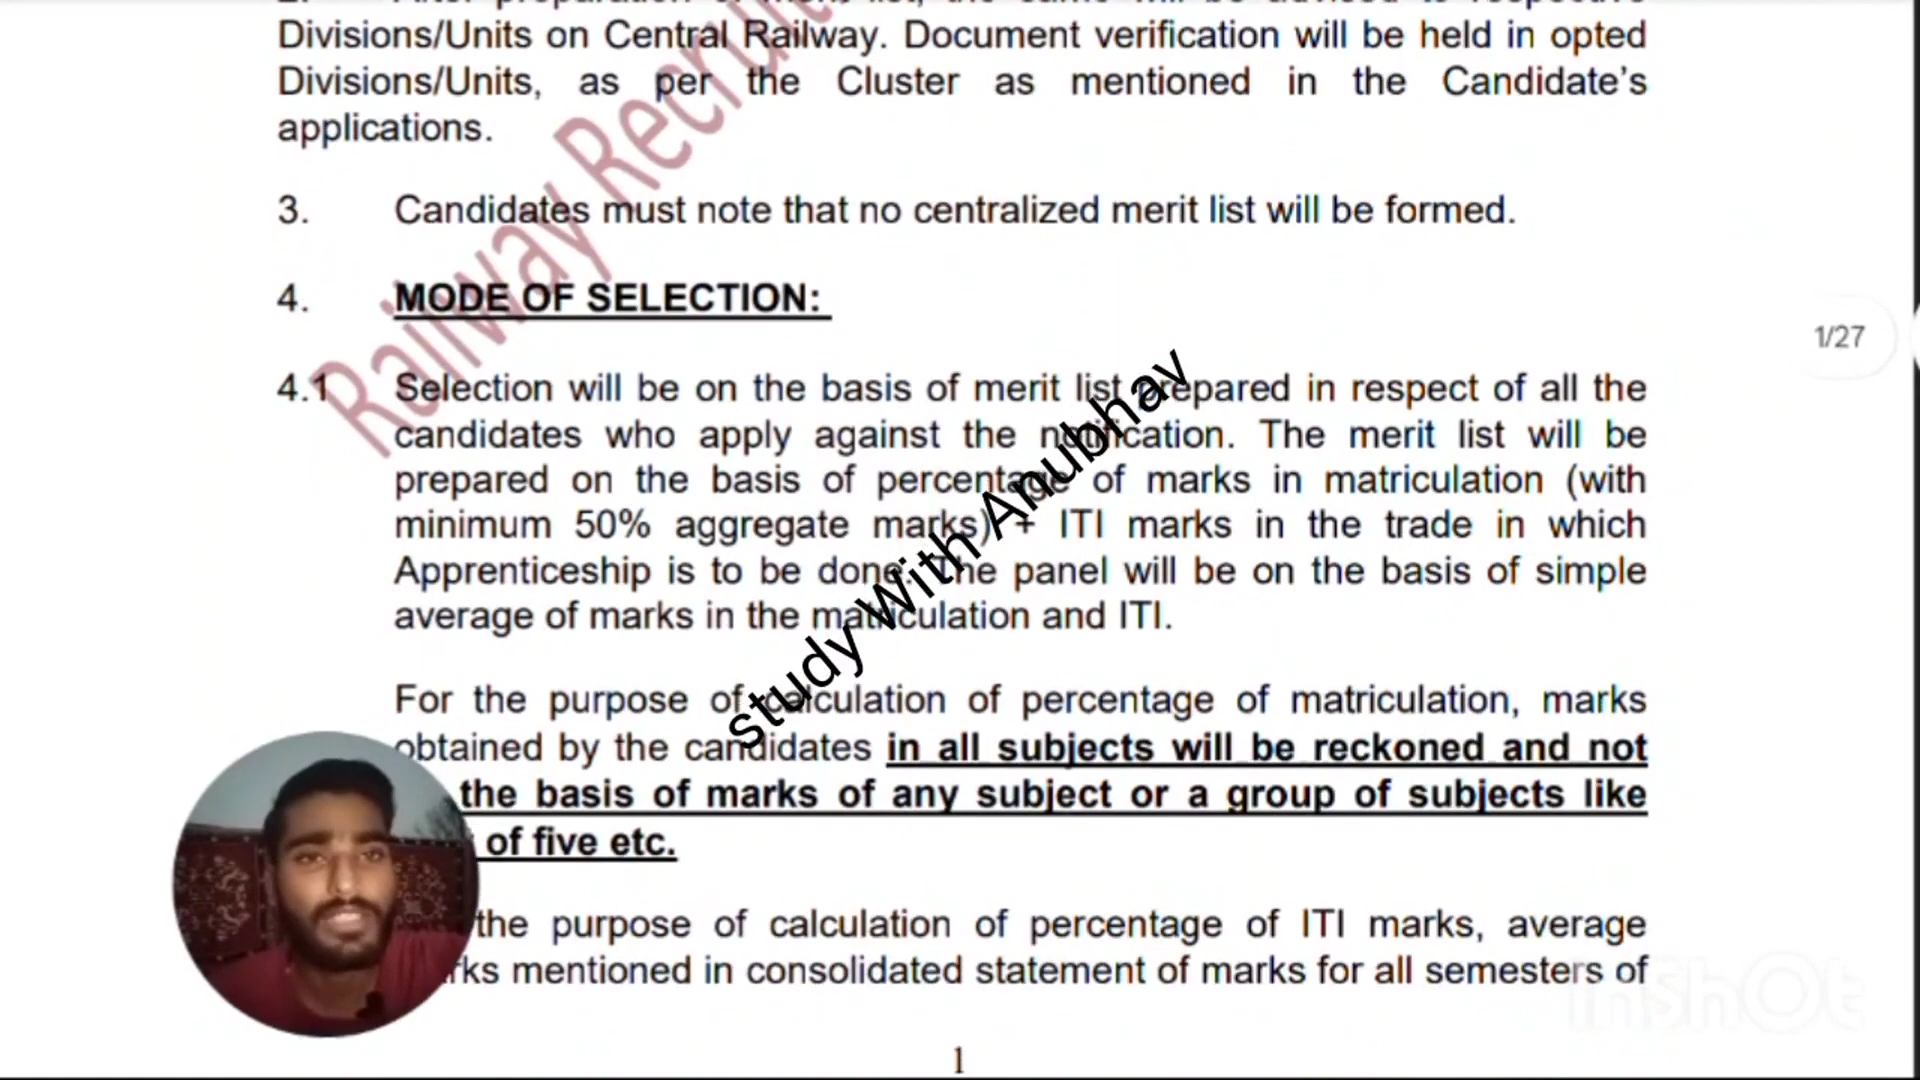 Divisions/Units on Central Railway. Document verification will be held in opted
Divisions/Units, as per the Cluster as mentioned in the Candidate's
applications.
3. Candidates must note that no centralized merit list will be formed.
4. MODE OF SELECTION:
4.1 Selection will be on the basis of merit list prepared in respect of all the
candidates who apply against the notification. The merit list will be
prepared on the basis of percentage of marks in matriculation (with
minimum 50% aggregate marks) + ITI marks in the trade in which
Apprenticeship is to be done. The panel will be on the basis of simple
average of marks in the matriculation and ITI.
For the purpose of calculation of percentage of matriculation, marks
obtained by the candidates in all subjects will be reckoned and not
the basis of marks of any subject or a group of subjects like
of five etc.
the purpose of calculation of percentage of ITI marks, average
rks mentioned in consolidated statement of marks for all semesters of
1
1/27
Railway Recruit
study With Anubhav
InShOt